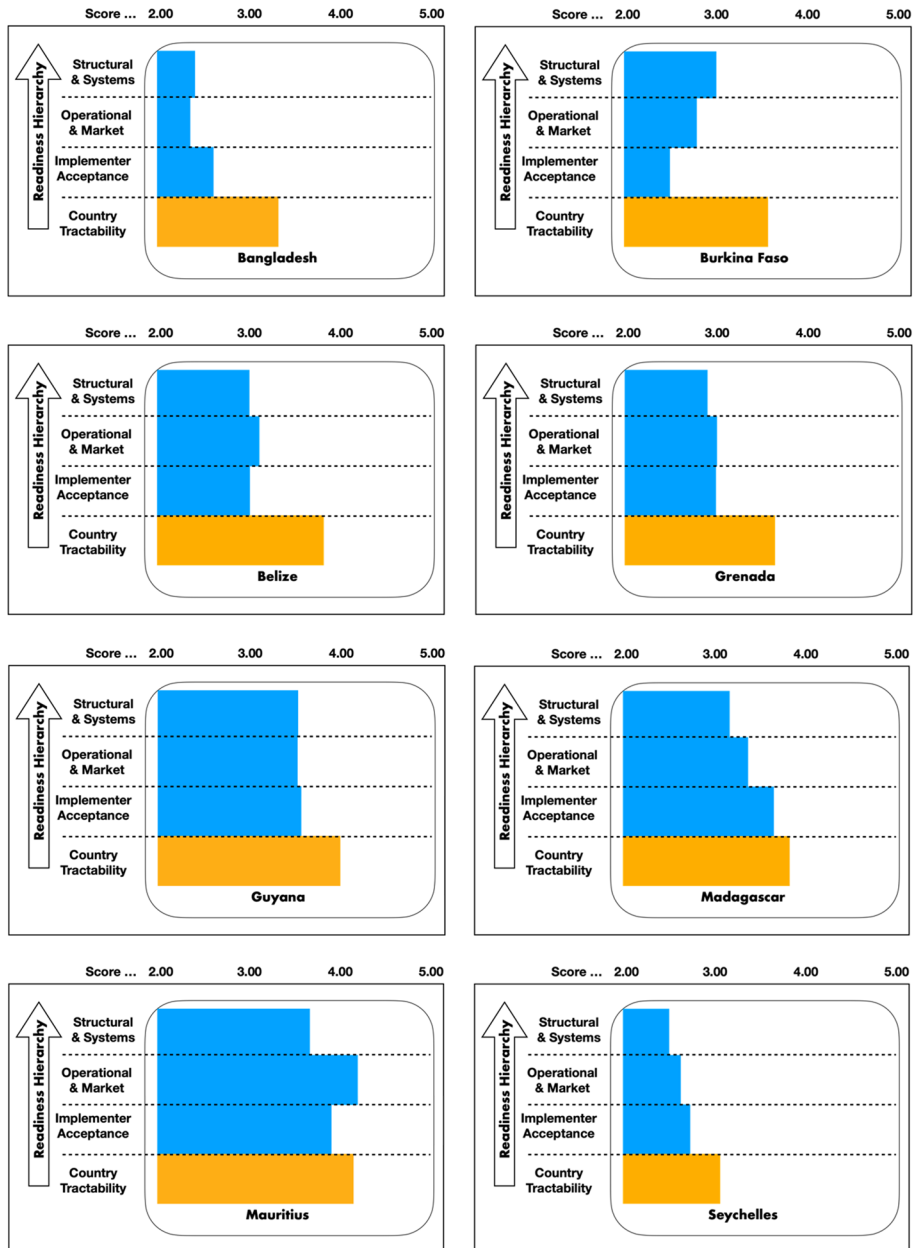 Score ... 2.00 3.00 4.00 5.00
Readiness Hierarchy
Structural
& Systems
Operational
& Market
Implementer
Acceptance
Country
Tractability
Bangladesh
Score ... 2.00 3.00 4.00 5.00
Readiness Hierarchy
Structural
& Systems
Operational
& Market
Implementer
Acceptance
Country
Tractability
Burkina Faso
Score ... 2.00 3.00 4.00 5.00
Readiness Hierarchy
Structural
& Systems
Operational
& Market
Implementer
Acceptance
Country
Tractability
Belize
Score ... 2.00 3.00 4.00 5.00
Readiness Hierarchy
Structural
& Systems
Operational
& Market
Implementer
Acceptance
Country
Tractability
Grenada
Score ... 2.00 3.00 4.00 5.00
Readiness Hierarchy
Structural
& Systems
Operational
& Market
Implementer
Acceptance
Country
Tractability
Guyana
Score ... 2.00 3.00 4.00 5.00
Readiness Hierarchy
Structural
& Systems
Operational
& Market
Implementer
Acceptance
Country
Tractability
Madagascar
Score ... 2.00 3.00 4.00 5.00
Readiness Hierarchy
Structural
& Systems
Operational
& Market
Implementer
Acceptance
Country
Tractability
Mauritius
Score ... 2.00 3.00 4.00 5.00
Readiness Hierarchy
Structural
& Systems
Operational
& Market
Implementer
Acceptance
Country
Tractability
Seychelles